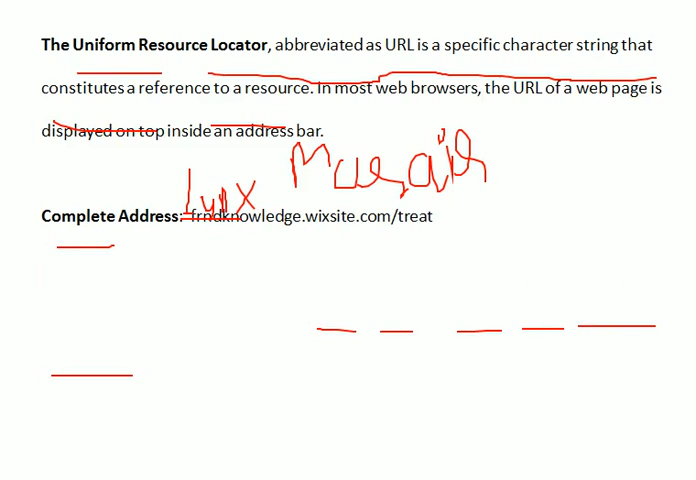 The Uniform Resource Locator, abbreviated as URL is a specific character string that
constitutes a reference to a resource. In most web browsers, the URL of a web page is
displayed on top inside an address bar.
Complete Address: frndknowledge.wixsite.com/treat